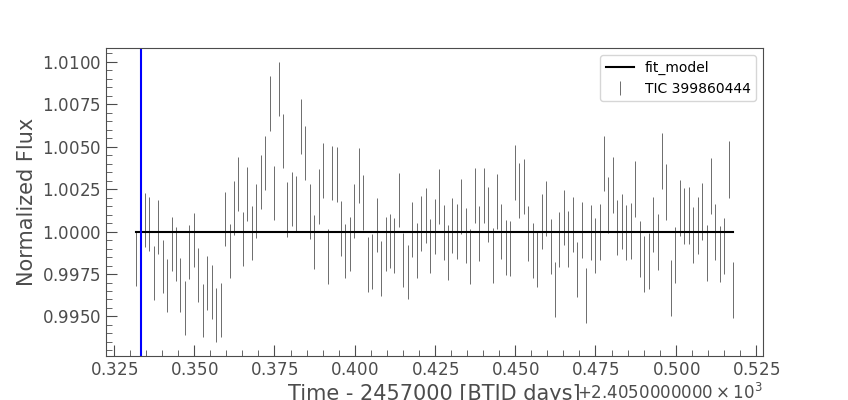 1.0100
1.0075
1.0050
1.0025
1.0000
0.9975
0.9950
Normalized Flux
fit_model
TIC 399860444
0.325 0.350 0.375 0.400 0.425 0.450 0.475 0.500 0.525
Time - 2457000 [BTJD days]
+2.4050000000 × 10³